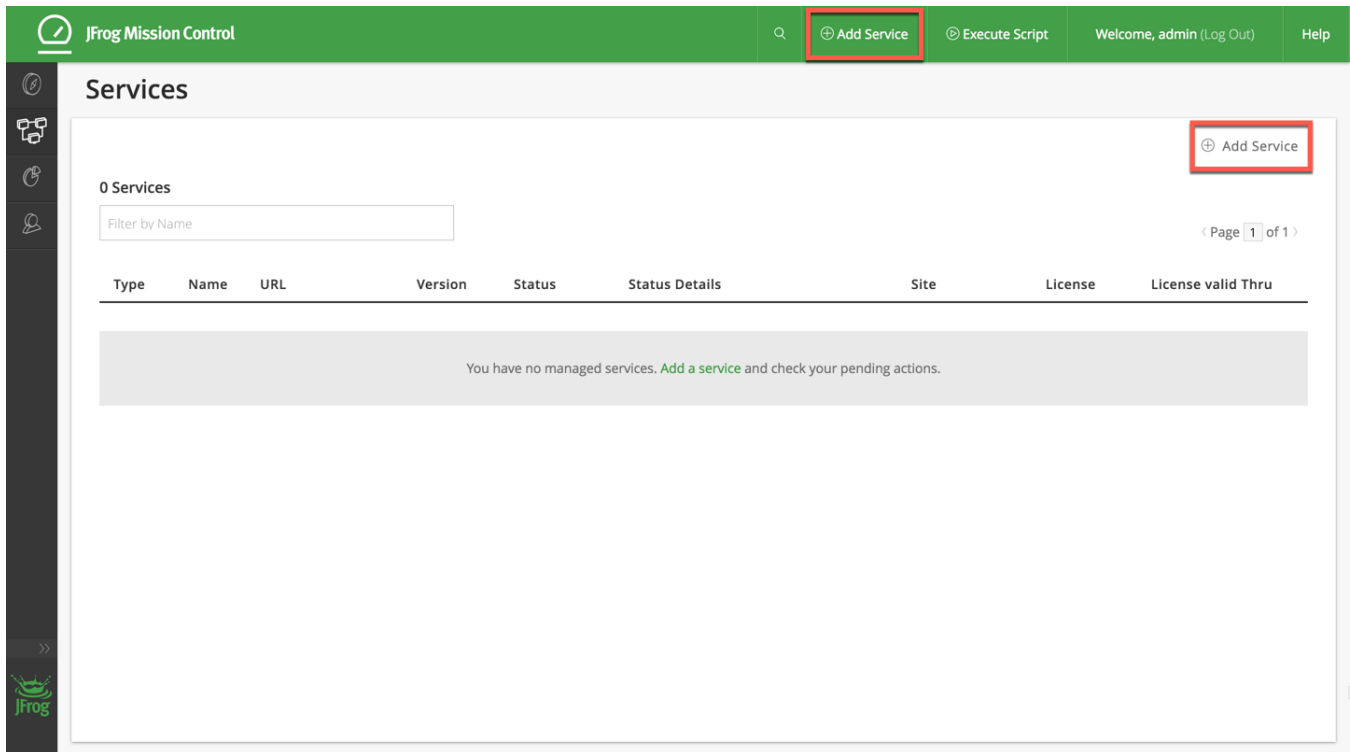 JFrog Mission Control
Add Service
Execute Script
Welcome, admin (Log Out)
Help
Services
Add Service
0 Services
Filter by Name
Page 1 of 1
Type Name URL Version Status Status Details Site License License valid Thru
You have no managed services. Add a service and check your pending actions.
JFrog